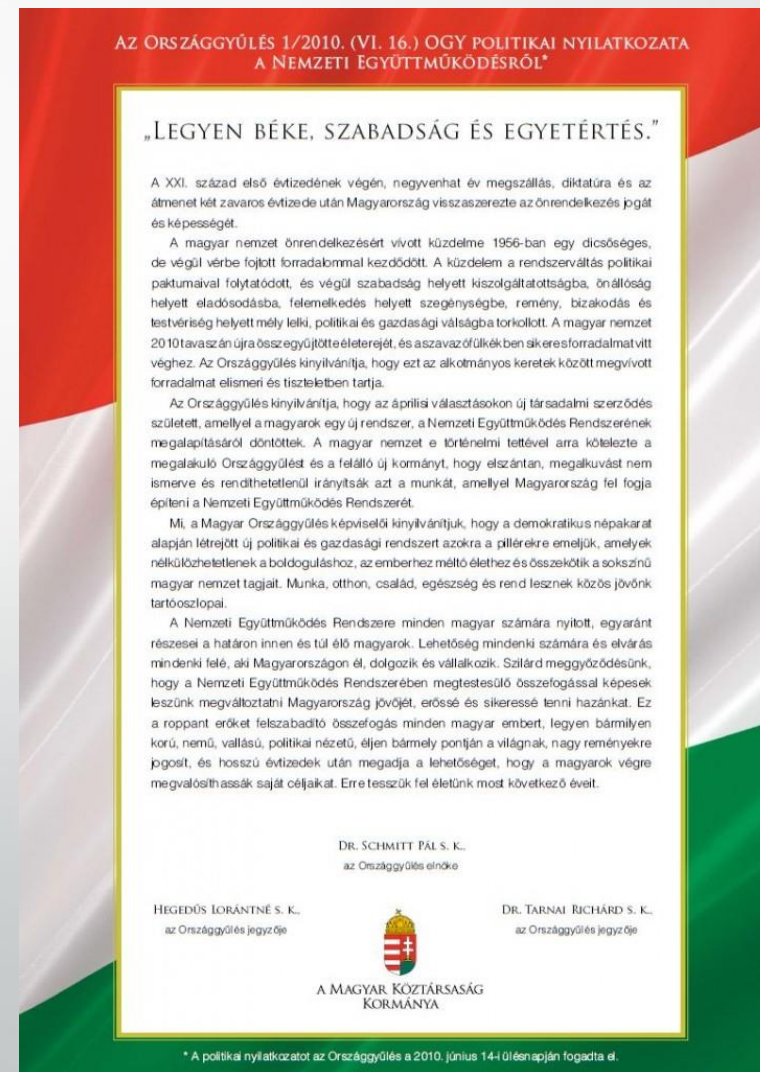 AZ ORSZÁGGYŰLÉS 1/2010. (VI. 16.) OGY POLITIKAI NYILATKOZATA
A NEMZETI EGYÜTTMŰKÖDÉSRŐL*
„LEGYEN BÉKE, SZABADSÁG ÉS EGYETÉRTÉS.”
A XXI. század első évtizedének végén, negyvenhat év megszállás, diktatúra és az
átmenet két zavaros évtizede után Magyarország visszaszerezte az önrendelkezés jogát
és képességét.
A magyar nemzet önrendelkezésért vívott küzdelme 1956-ban egy dicsőséges,
de végül vérbe fojtott forradalommal kezdődött. A küzdelem a rendszerváltás politikai
paktumaival folytatódott, és végül szabadság helyett kiszolgáltatottságba, önállóság
helyett eladósodásba, felemelkedés helyett szegénységbe, remény, bizakodás és
testvériség helyett mély lelki, politikai és gazdasági válságba torkollott. A magyar nemzet
2010 tavaszán újra összegyűjtötte életerejét, és a szavazófülkékben sikeres forradalmat vitt
véghez. Az Országgyűlés kinyilvánítja, hogy ezt az alkotmányos keretek között megvívott
forradalmat elismeri és tiszteletben tartja.
Az Országgyűlés kinyilvánítja, hogy az áprilisi választásokon új társadalmi szerződés
született, amellyel a magyarok egy új rendszer, a Nemzeti Együttműködés Rendszerének
megalapításáról döntöttek. A magyar nemzet e történelmi tettével arra kötelezte a
megalakuló Országgyűlést és a felálló új kormányt, hogy elszántan, megalkuvást nem
ismerve és rendíthetetlenül irányítsák azt a munkát, amellyel Magyarország fel fogja
építeni a Nemzeti Együttműködés Rendszerét.
Mi, a Magyar Országgyűlés képviselői kinyilvánítjuk, hogy a demokratikus népakarat
alapján létrejött új politikai és gazdasági rendszert azokra a pillérekre emeljük, amelyek
nélkülözhetetlenek a boldoguláshoz, az emberhez méltó élethez és összekötik a sokszínű
magyar nemzet tagjait. Munka, otthon, család, egészség és rend lesznek közös jövőnk
tartóoszlopai.
A Nemzeti Együttműködés Rendszere minden magyar számára nyitott, egyaránt
részesei a határon innen és túl élő magyarok. Lehetőség mindenki számára és elvárás
mindenki felé, aki Magyarországon él, dolgozik és vállalkozik. Szilárd meggyőződésünk,
hogy a Nemzeti Együttműködés Rendszerében megtestesülő összefogással képesek
leszünk megváltoztatni Magyarország jövőjét, erőssé és sikeressé tenni hazánkat. Ez
a roppant erőket felszabadító összefogás minden magyar embert, legyen bármilyen
korú, nemű, vallású, politikai nézetű, éljen bármely pontján a világnak, nagy reményekre
jogosít, és hosszú évtizedek után megadja a lehetőséget, hogy a magyarok végre
megvalósíthassák saját céljaikat. Erre tesszük fel életünk most következő éveit.
DR. SCHMITT PÁL S. K.,
az Országgyűlés elnöke
HEGEDŰS LORÁNTNÉ S. K.,
az Országgyűlés jegyzője
DR. TARNAI RICHÁRD S. K.,
az Országgyűlés jegyzője
A MAGYAR KÖZTÁRSASÁG
KORMÁNYA
* A politikai nyilatkozatot az Országgyűlés a 2010. június 14-i ülésnapján fogadta el.